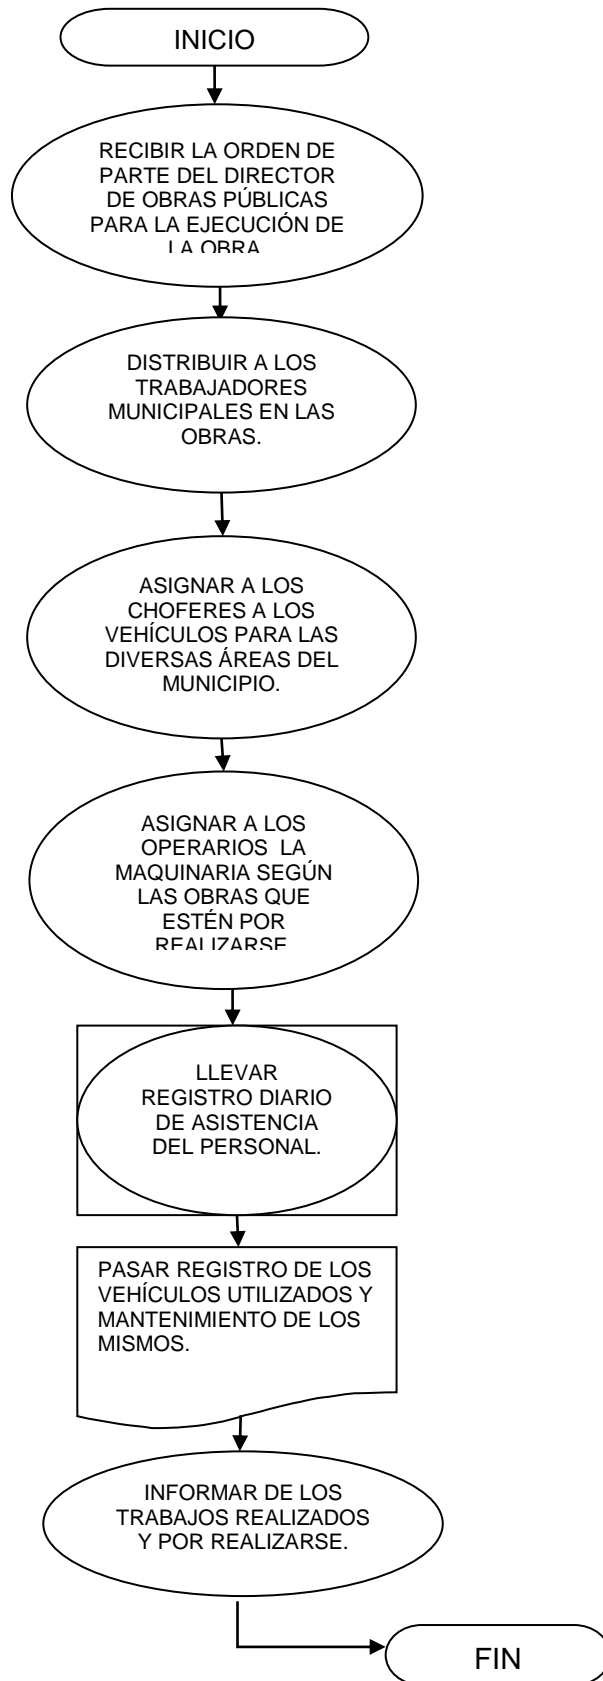 INICIO
RECIBIR LA ORDEN DE
PARTE DEL DIRECTOR
DE OBRAS PÚBLICAS
PARA LA EJECUCIÓN DE
LA OBRA
DISTRIBUIR A LOS
TRABAJADORES
MUNICIPALES EN LAS
OBRAS.
ASIGNAR A LOS
CHOFERES A LOS
VEHÍCULOS PARA LAS
DIVERSAS ÁREAS DEL
MUNICIPIO.
ASIGNAR A LOS
OPERARIOS LA
MAQUINARIA SEGÚN
LAS OBRAS QUE
ESTÉN POR
REALIZARSE
LLEVAR
REGISTRO DIARIO
DE ASISTENCIA
DEL PERSONAL.
PASAR REGISTRO DE LOS
VEHÍCULOS UTILIZADOS Y
MANTENIMIENTO DE LOS
MISMOS.
INFORMAR DE LOS
TRABAJOS REALIZADOS
Y POR REALIZARSE.
FIN